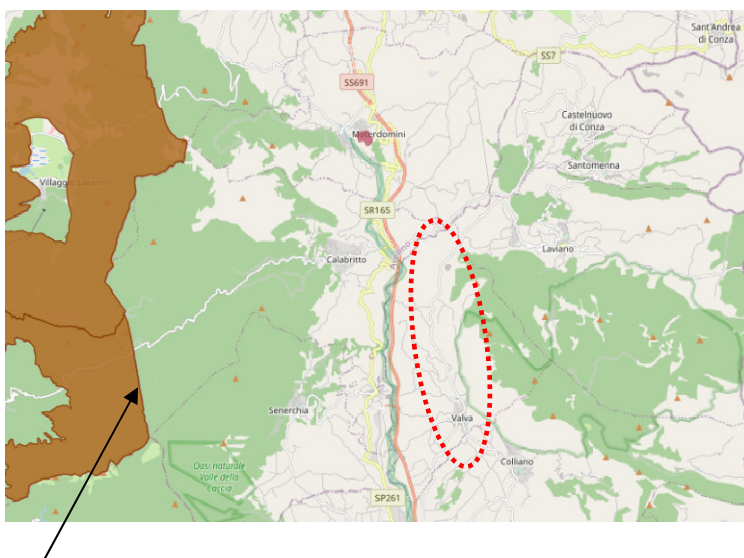 Sant'Andrea
di Conza
SS7
SS691
Castelnuovo
di Conza
Materdomini
Santomenna
Villaggio Laceno
SR165
Laviano
Calabritto
Senerchia
Valva
Colliano
Oasi naturale
Valle della
Caccia
SP261